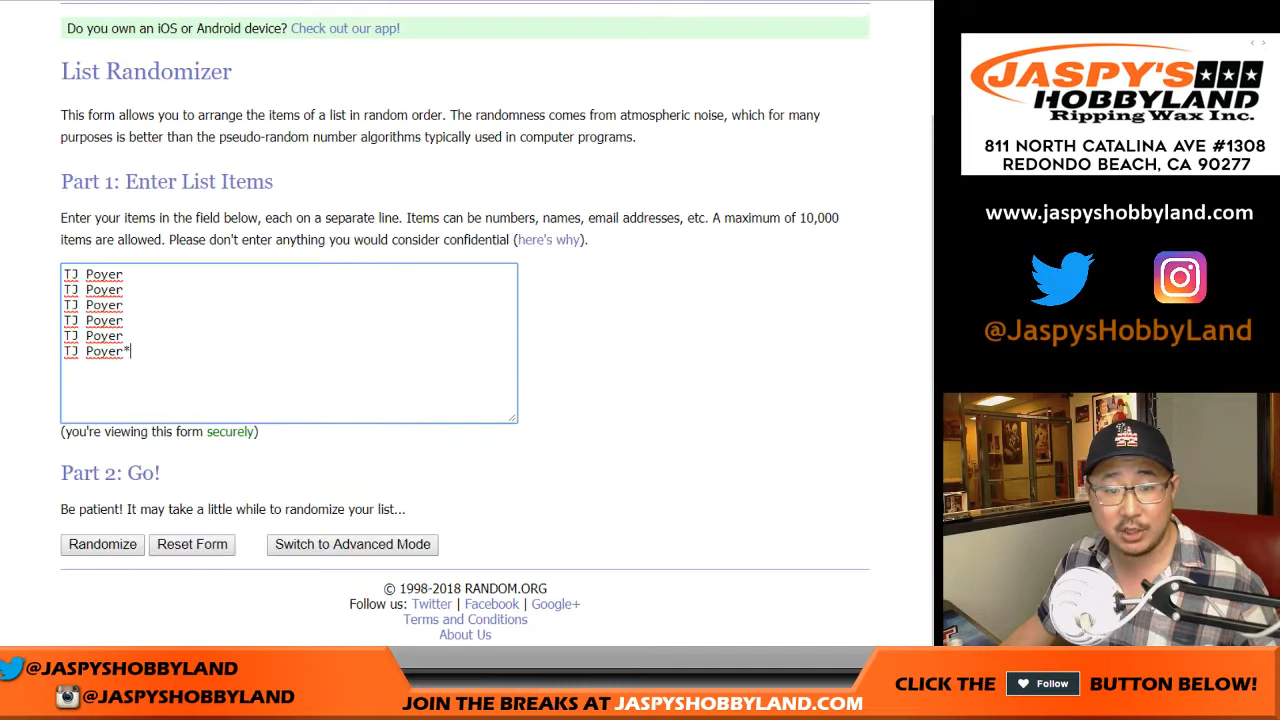 Do you own an iOS or Android device? Check out our app!
List Randomizer
This form allows you to arrange the items of a list in random order. The randomness comes from atmospheric noise, which for many
purposes is better than the pseudo-random number algorithms typically used in computer programs.
Part 1: Enter List Items
Enter your items in the field below, each on a separate line. Items can be numbers, names, email addresses, etc. A maximum of 10,000
items are allowed. Please don't enter anything you would consider confidential (here's why).
TJ Poyer
TJ Poyer
TJ Poyer
TJ Poyer
TJ Poyer
TJ Poyer*
(you're viewing this form securely)
Part 2: Go!
Be patient! It may take a little while to randomize your list...
Randomize Reset Form Switch to Advanced Mode
© 1998-2018 RANDOM.ORG
Follow us: Twitter | Facebook | Google+
Terms and Conditions
About Us
JASPY'S
HOBBYLAND
Ripping Wax Inc.
811 NORTH CATALINA AVE #1308
REDONDO BEACH, CA 90277
www.jaspyshobbyland.com
@JaspysHobbyLand
@JASPYSHOBBYLAND
@JASPYSHOBBYLAND
JOIN THE BREAKS AT JASPYSHOBBYLAND.COM
CLICK THE Follow BUTTON BELOW!